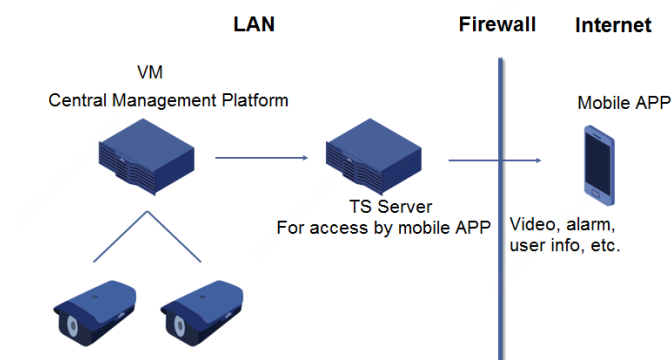 LAN
Firewall
Internet
VM
Central Management Platform
Mobile APP
TS Server
For access by mobile APP
Video, alarm,
user info, etc.